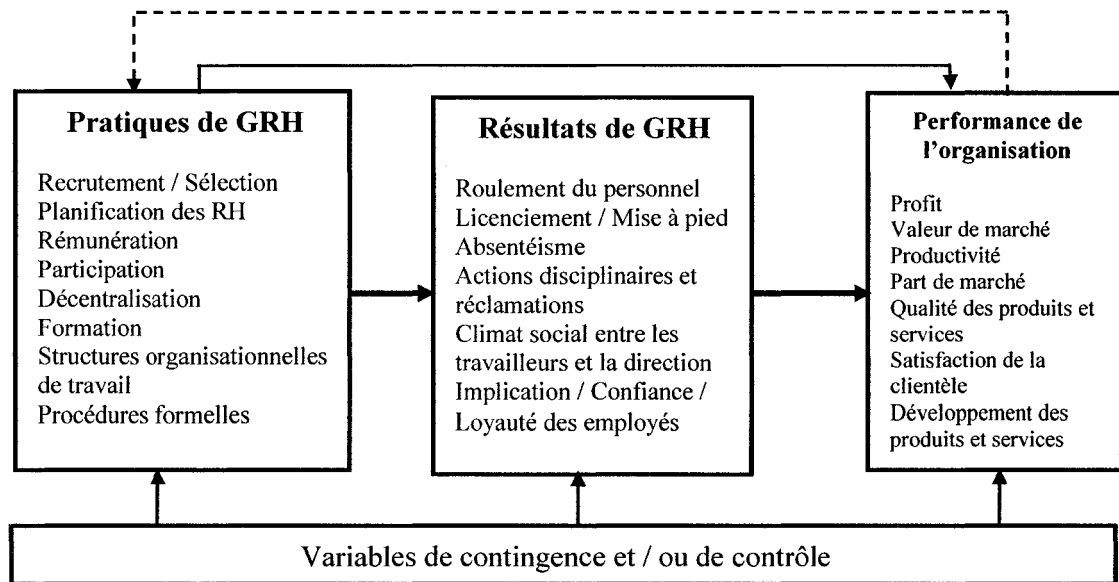 Pratiques de GRH
Recrutement / Sélection
Planification des RH
Rémunération
Participation
Décentralisation
Formation
Structures organisationnelles
de travail
Procédures formelles
Résultats de GRH
Roulement du personnel
Licenciement / Mise à pied
Absentéisme
Actions disciplinaires et
réclamations
Climat social entre les
travailleurs et la direction
Implication / Confiance /
Loyauté des employés
Performance de
l'organisation
Profit
Valeur de marché
Productivité
Part de marché
Qualité des produits et
services
Satisfaction de la
clientèle
Développement des
produits et services
Variables de contingence et / ou de contrôle